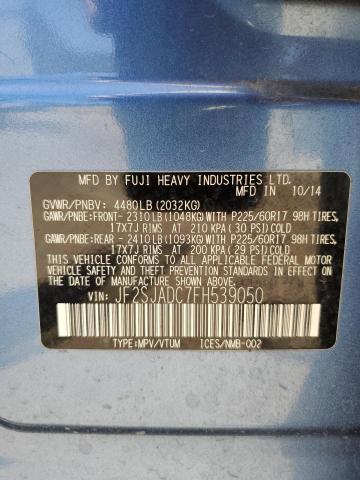 MFD BY FUJI HEAVY INDUSTRIES LTD.
MFD IN 10/14
GVWR/PNBV: 4480LB (2032KG)
GAWR/PNBE:FRONT- 2310LB(1048KG)WITH P225/60R17 98H TIRES,
17X7J RIMS AT 210 KPA( 30 PSI)COLD
GAWR/PNBE:REAR - 2410LB(1093KG)WITH P225/60R17 98H TIRES,
17X7J RIMS AT 200 KPA (29 PSI)COLD
THIS VEHICLE CONFORMS TO ALL APPLICABLE FEDERAL
MOTOR VEHICLE SAFETY STANDARDS IN EFFECT ON THE
DATE OF MANUFACTURE SHOWN ABOVE.
VIN: JF2SJADC7FH539050
TYPE:MPV/VTUM ICES/NMB-002